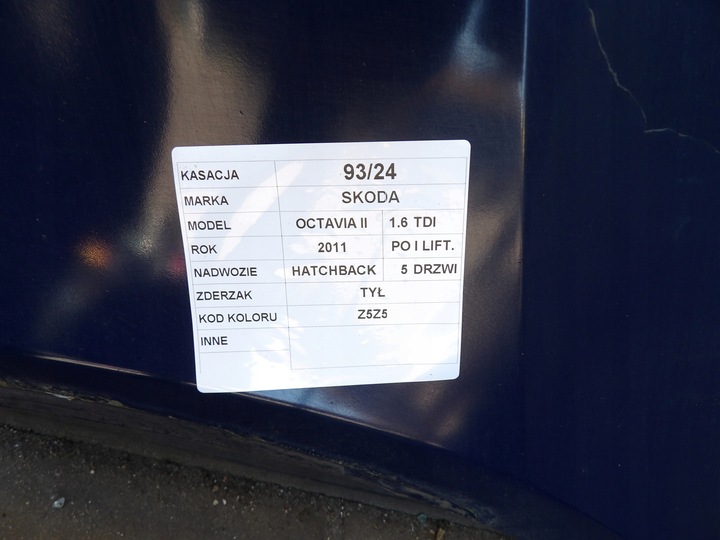 KASACJA 93/24
MARKA SKODA
MODEL OCTAVIA II 1.6 TDI
ROK 2011 PO I LIFT.
NADWOZIE HATCHBACK 5 DRZWI
ZDERZAK TYŁ
KOD KOLORU Z5Z5
INNE